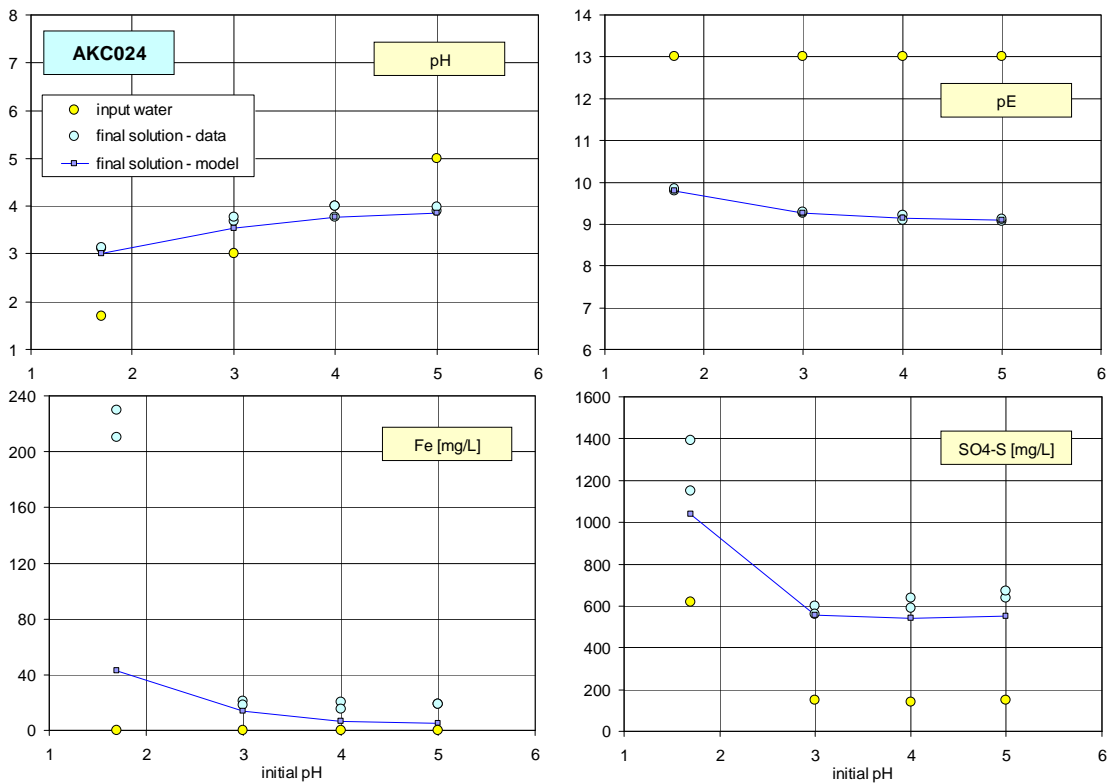 AKC024
pH
input water
final solution - data
final solution - model
8
7
6
5
4
3
2
1
1 2 3 4 5 6
pE
14
13
12
11
10
9
8
7
6
1 2 3 4 5 6
Fe [mg/L]
240
200
160
120
80
40
0
1 2 3 4 5 6
initial pH
SO4-S [mg/L]
1600
1400
1200
1000
800
600
400
200
0
1 2 3 4 5 6
initial pH